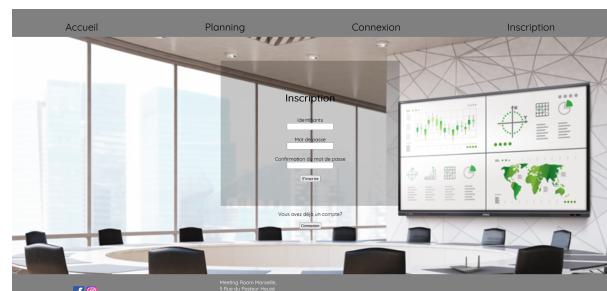 Accueil Planning Connexion Inscription
Inscription
Identifiants
Mot de passe
Confirmation du mot de passe
S'inscrire
Vous avez déjà un compte?
Connexion
Meeting Room Marseille,
5 Rue du Pasteur Heuzé